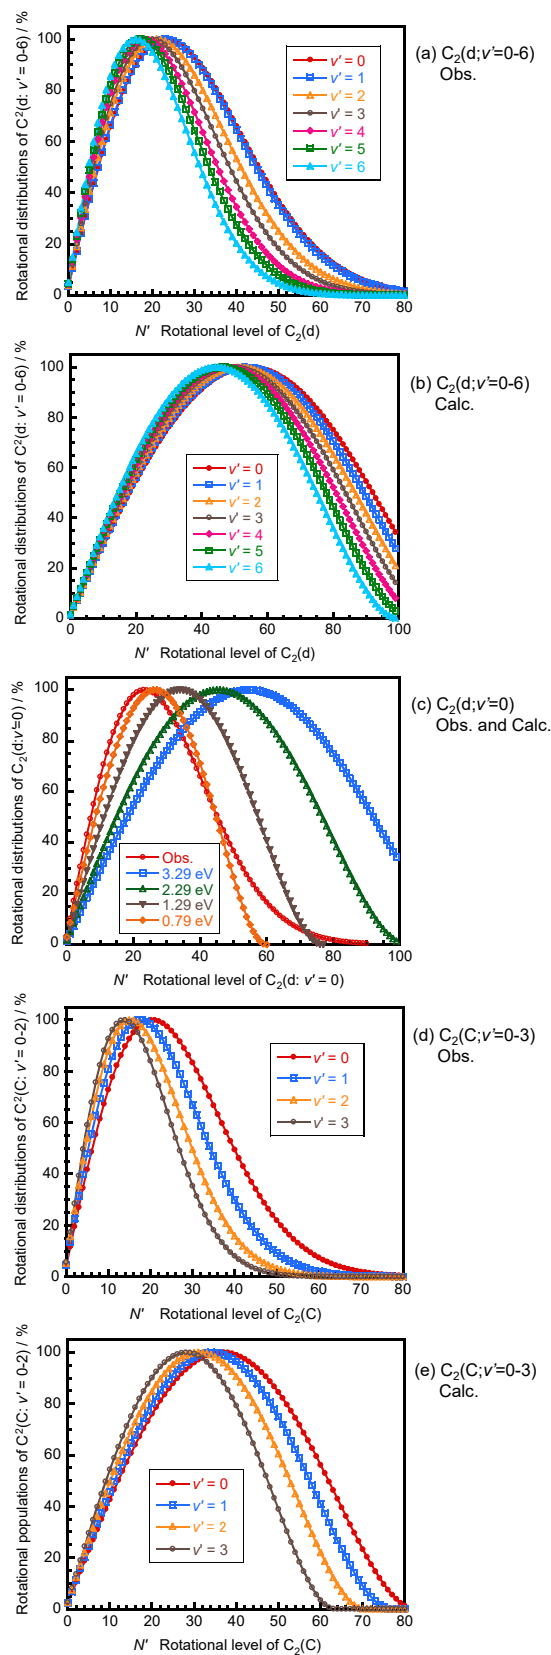 (a) C₂(d;v'=0-6)
Obs.
Rotational distributions of C²(d: v' = 0-6) / %
100
80
60
40
20
0
v' = 0
v' = 1
v' = 2
v' = 3
v' = 4
v' = 5
v' = 6
0 10 20 30 40 50 60 70 80
N' Rotational level of C₂(d)
(b) C₂(d;v'=0-6)
Calc.
Rotational distributions of C²(d: v' = 0-6) / %
100
80
60
40
20
0
v' = 0
v' = 1
v' = 2
v' = 3
v' = 4
v' = 5
v' = 6
0 20 40 60 80 100
N' Rotational level of C₂(d)
(c) C₂(d;v'=0)
Obs. and Calc.
Rotational distributions of C₂(d:v'=0) / %
100
80
60
40
20
0
Obs.
3.29 eV
2.29 eV
1.29 eV
0.79 eV
0 20 40 60 80 100
N' Rotational level of C₂(d: v' = 0)
(d) C₂(C;v'=0-3)
Obs.
Rotational distributions of C²(C: v' = 0-2) / %
100
80
60
40
20
0
v' = 0
v' = 1
v' = 2
v' = 3
0 10 20 30 40 50 60 70 80
N' Rotational level of C₂(C)
(e) C₂(C;v'=0-3)
Calc.
Rotational populations of C²(C: v' = 0-2) / %
100
80
60
40
20
0
v' = 0
v' = 1
v' = 2
v' = 3
0 10 20 30 40 50 60 70 80
N' Rotational level of C₂(C)